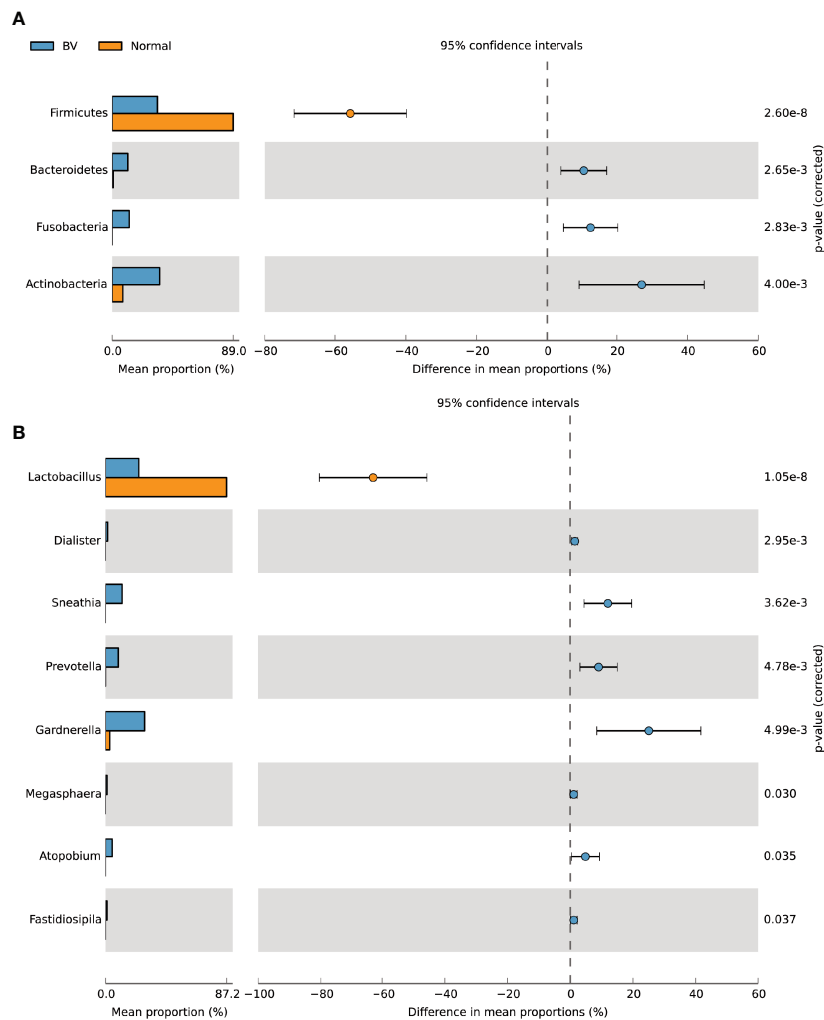 A
BV Normal 95% confidence intervals
Firmicutes 2.60e-8
Bacteroidetes 2.65e-3
Fusobacteria 2.83e-3
Actinobacteria 4.00e-3
p-value (corrected)
0.0 89.0 −80 −60 −40 −20 0 20 40 60
Mean proportion (%) Difference in mean proportions (%)
95% confidence intervals
B
Lactobacillus 1.05e-8
Dialister 2.95e-3
Sneathia 3.62e-3
Prevotella 4.78e-3
Gardnerella 4.99e-3
Megasphaera 0.030
Atopobium 0.035
Fastidiosipila 0.037
p-value (corrected)
0.0 87.2 −100 −80 −60 −40 −20 0 20 40 60
Mean proportion (%) Difference in mean proportions (%)